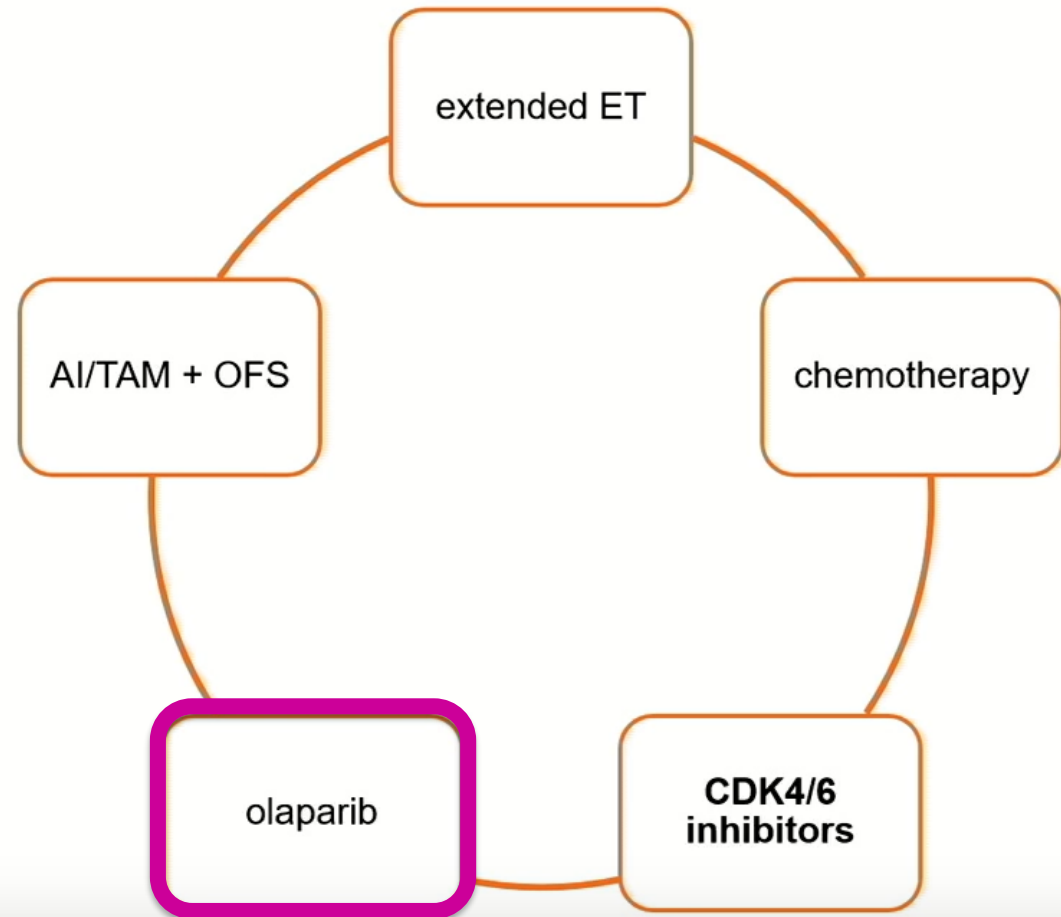 extended ET
AI/TAM + OFS
chemotherapy
olaparib
CDK4/6
inhibitors